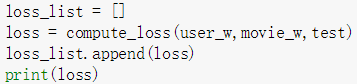 loss_list = []
loss = compute_loss(user_w,movie_w,test)
loss_list.append(loss)
print(loss)